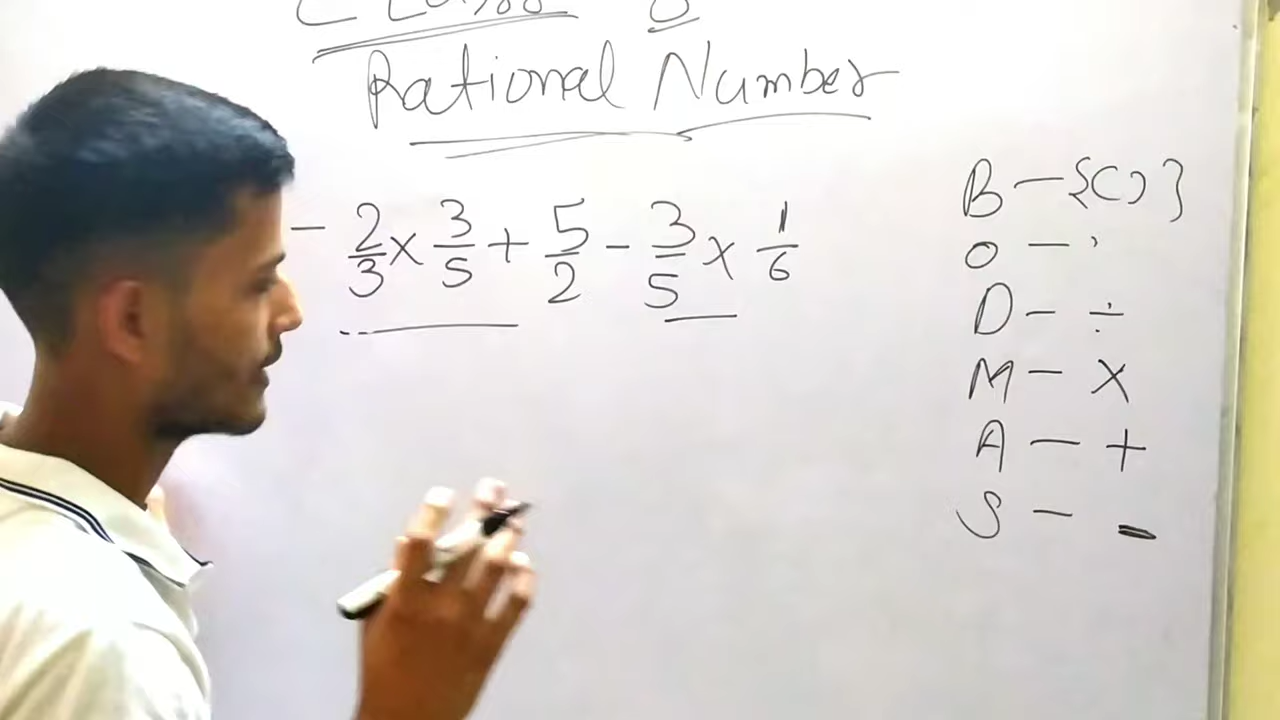 Class 8
Rational Number
- 2/3 x 3/5 + 5/2 - 3/5 x 1/6
B - {( )}
O - '
D - ÷
M - x
A - +
S - -